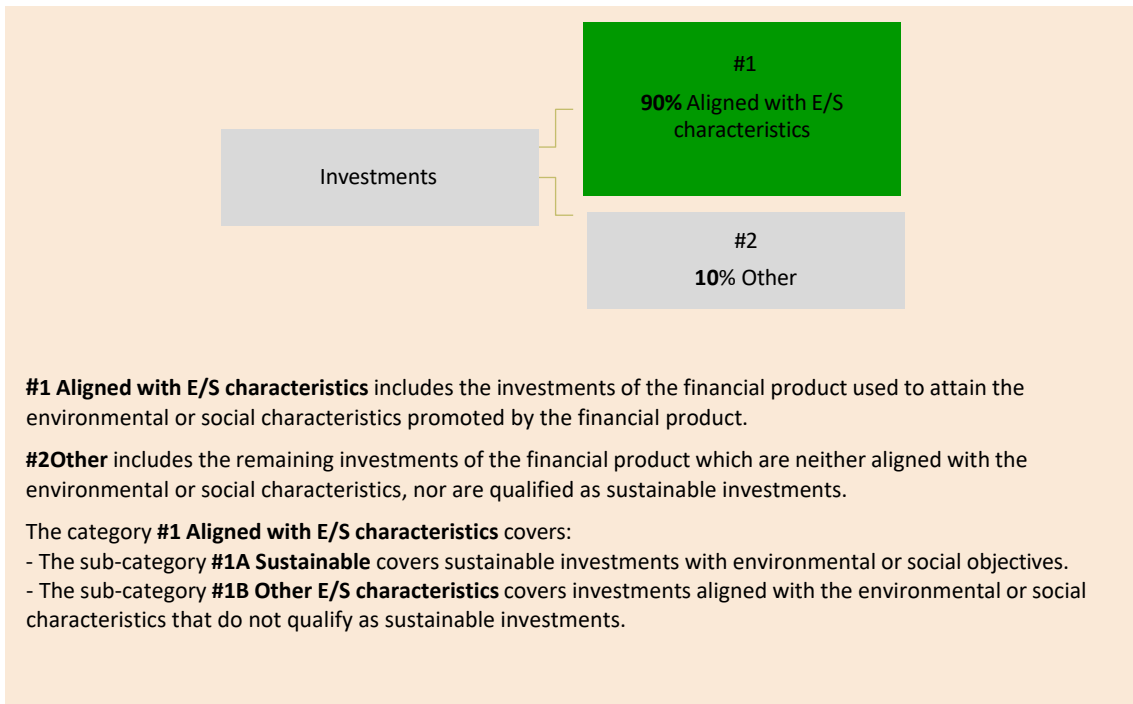 #1
90% Aligned with E/S
characteristics
Investments
#2
10% Other
#1 Aligned with E/S characteristics includes the investments of the financial product used to attain the
environmental or social characteristics promoted by the financial product.
#2Other includes the remaining investments of the financial product which are neither aligned with the
environmental or social characteristics, nor are qualified as sustainable investments.
The category #1 Aligned with E/S characteristics covers:
- The sub-category #1A Sustainable covers sustainable investments with environmental or social objectives.
- The sub-category #1B Other E/S characteristics covers investments aligned with the environmental or social
characteristics that do not qualify as sustainable investments.